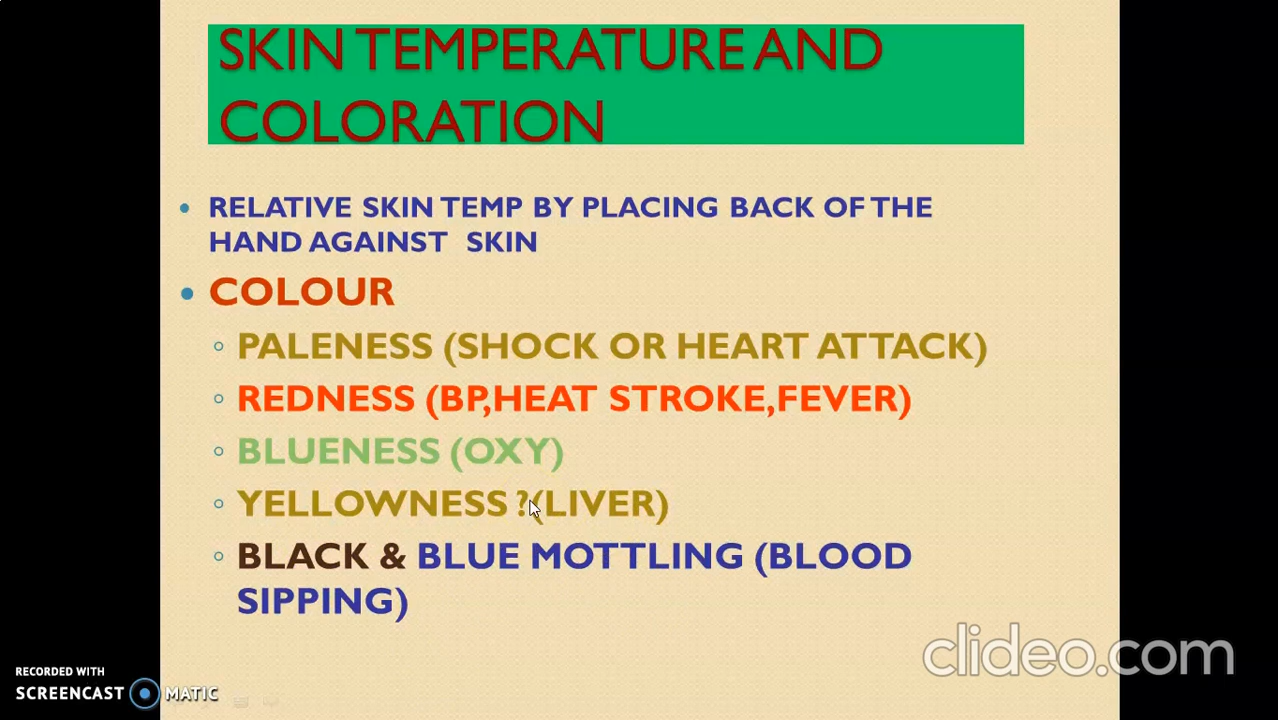 SKIN TEMPERATURE AND
COLORATION
• RELATIVE SKIN TEMP BY PLACING BACK OF THE
HAND AGAINST SKIN
• COLOUR
◦ PALENESS (SHOCK OR HEART ATTACK)
◦ REDNESS (BP,HEAT STROKE,FEVER)
◦ BLUENESS (OXY)
◦ YELLOWNESS ?(LIVER)
◦ BLACK & BLUE MOTTLING (BLOOD
SIPPING)
clideo.com
RECORDED WITH
SCREENCAST MATIC